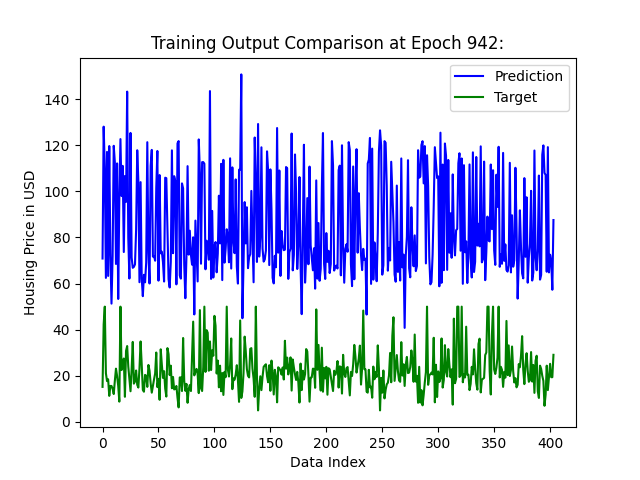 Training Output Comparison at Epoch 942:
Prediction
Target
Housing Price in USD
140
120
100
80
60
40
20
0
0 50 100 150 200 250 300 350 400
Data Index